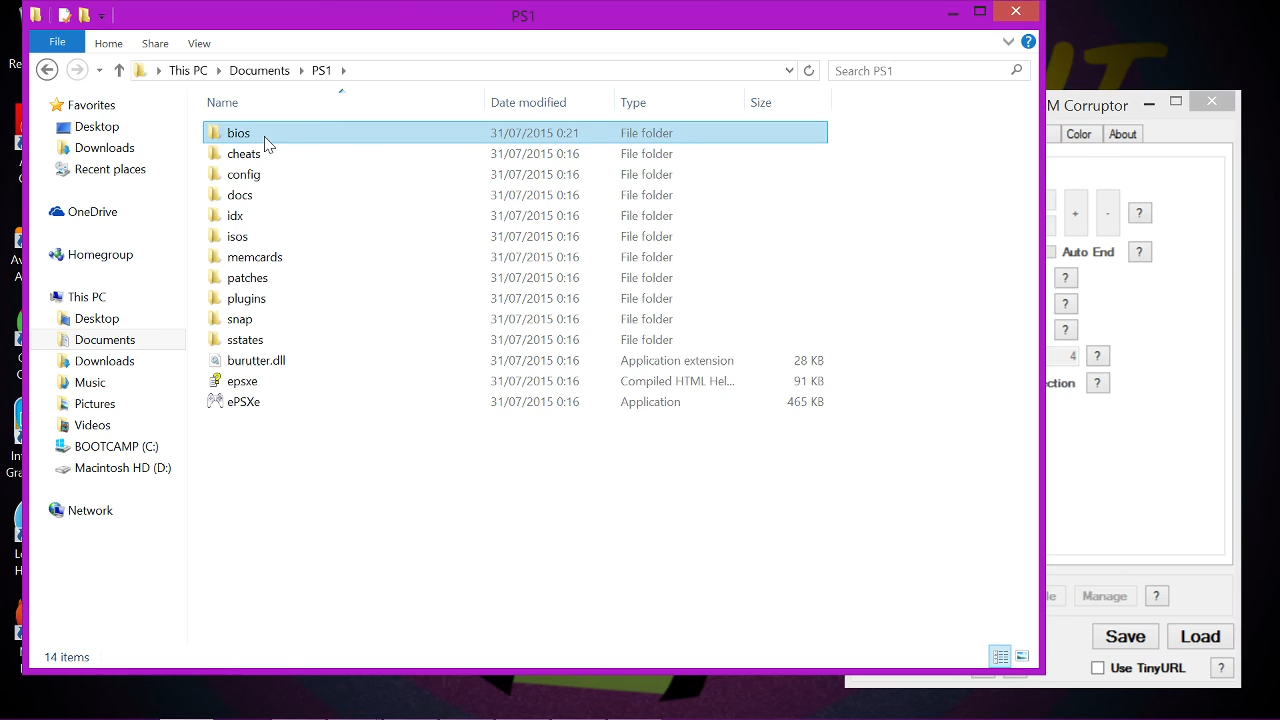 PS1
File
Home
Share
View
This PC
Documents
PS1
Search PS1
Name
Date modified
Type
Size
Favorites
Desktop
Downloads
Recent places
OneDrive
Homegroup
This PC
Desktop
Documents
Downloads
Music
Pictures
Videos
BOOTCAMP (C:)
Macintosh HD (D:)
Network
bios 31/07/2015 0:21 File folder
cheats 31/07/2015 0:16 File folder
config 31/07/2015 0:16 File folder
docs 31/07/2015 0:16 File folder
idx 31/07/2015 0:16 File folder
isos 31/07/2015 0:16 File folder
memcards 31/07/2015 0:16 File folder
patches 31/07/2015 0:16 File folder
plugins 31/07/2015 0:16 File folder
snap 31/07/2015 0:16 File folder
sstates 31/07/2015 0:16 File folder
burutter.dll 31/07/2015 0:16 Application extension 28 KB
epsxe 31/07/2015 0:16 Compiled HTML Hel... 91 KB
ePSXe 31/07/2015 0:16 Application 465 KB
14 items
M Corruptor
Color
About
+ - ?
Auto End ?
?
?
?
4 ?
ction ?
le
Manage ?
Save
Load
Use TinyURL ?